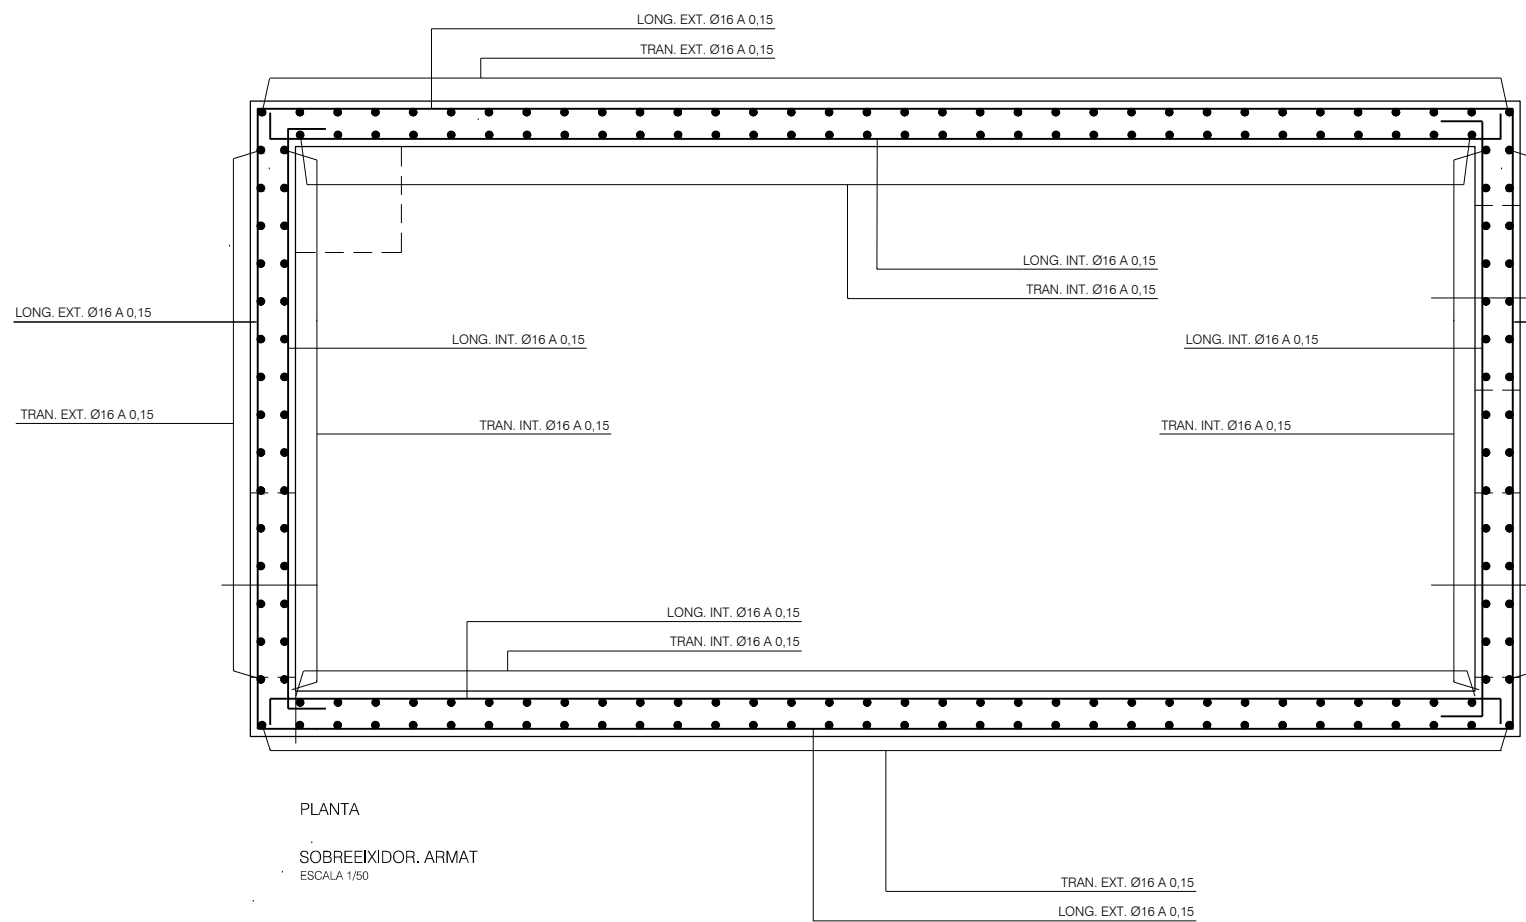 LONG. EXT. Ø16 A 0,15
TRAN. EXT. Ø16 A 0,15
LONG. INT. Ø16 A 0,15
TRAN. INT. Ø16 A 0,15
LONG. EXT. Ø16 A 0,15
LONG. INT. Ø16 A 0,15
LONG. INT. Ø16 A 0,15
TRAN. EXT. Ø16 A 0,15
TRAN. INT. Ø16 A 0,15
TRAN. INT. Ø16 A 0,15
LONG. INT. Ø16 A 0,15
TRAN. INT. Ø16 A 0,15
PLANTA
SOBREEIXIDOR. ARMAT
ESCALA 1/50
TRAN. EXT. Ø16 A 0,15
LONG. EXT. Ø16 A 0,15